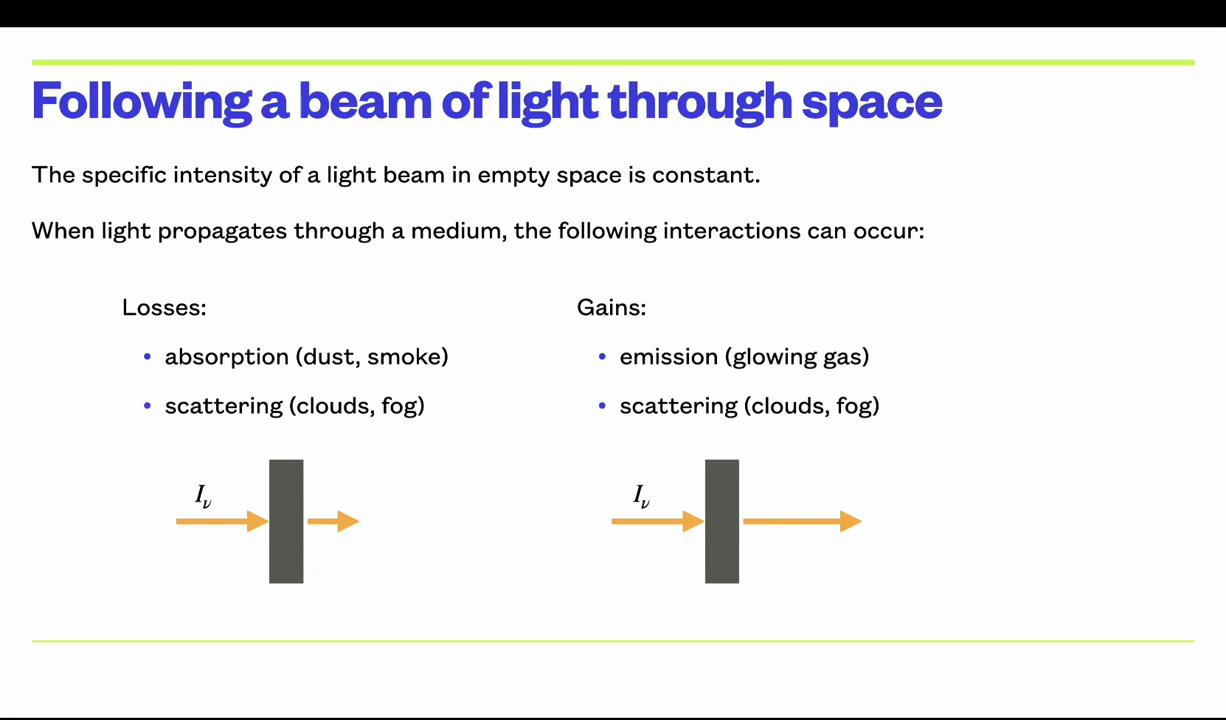 Following a beam of light through space
The specific intensity of a light beam in empty space is constant.
When light propagates through a medium, the following interactions can occur:
Losses:
• absorption (dust, smoke)
• scattering (clouds, fog)
Gains:
• emission (glowing gas)
• scattering (clouds, fog)
Iν
Iν